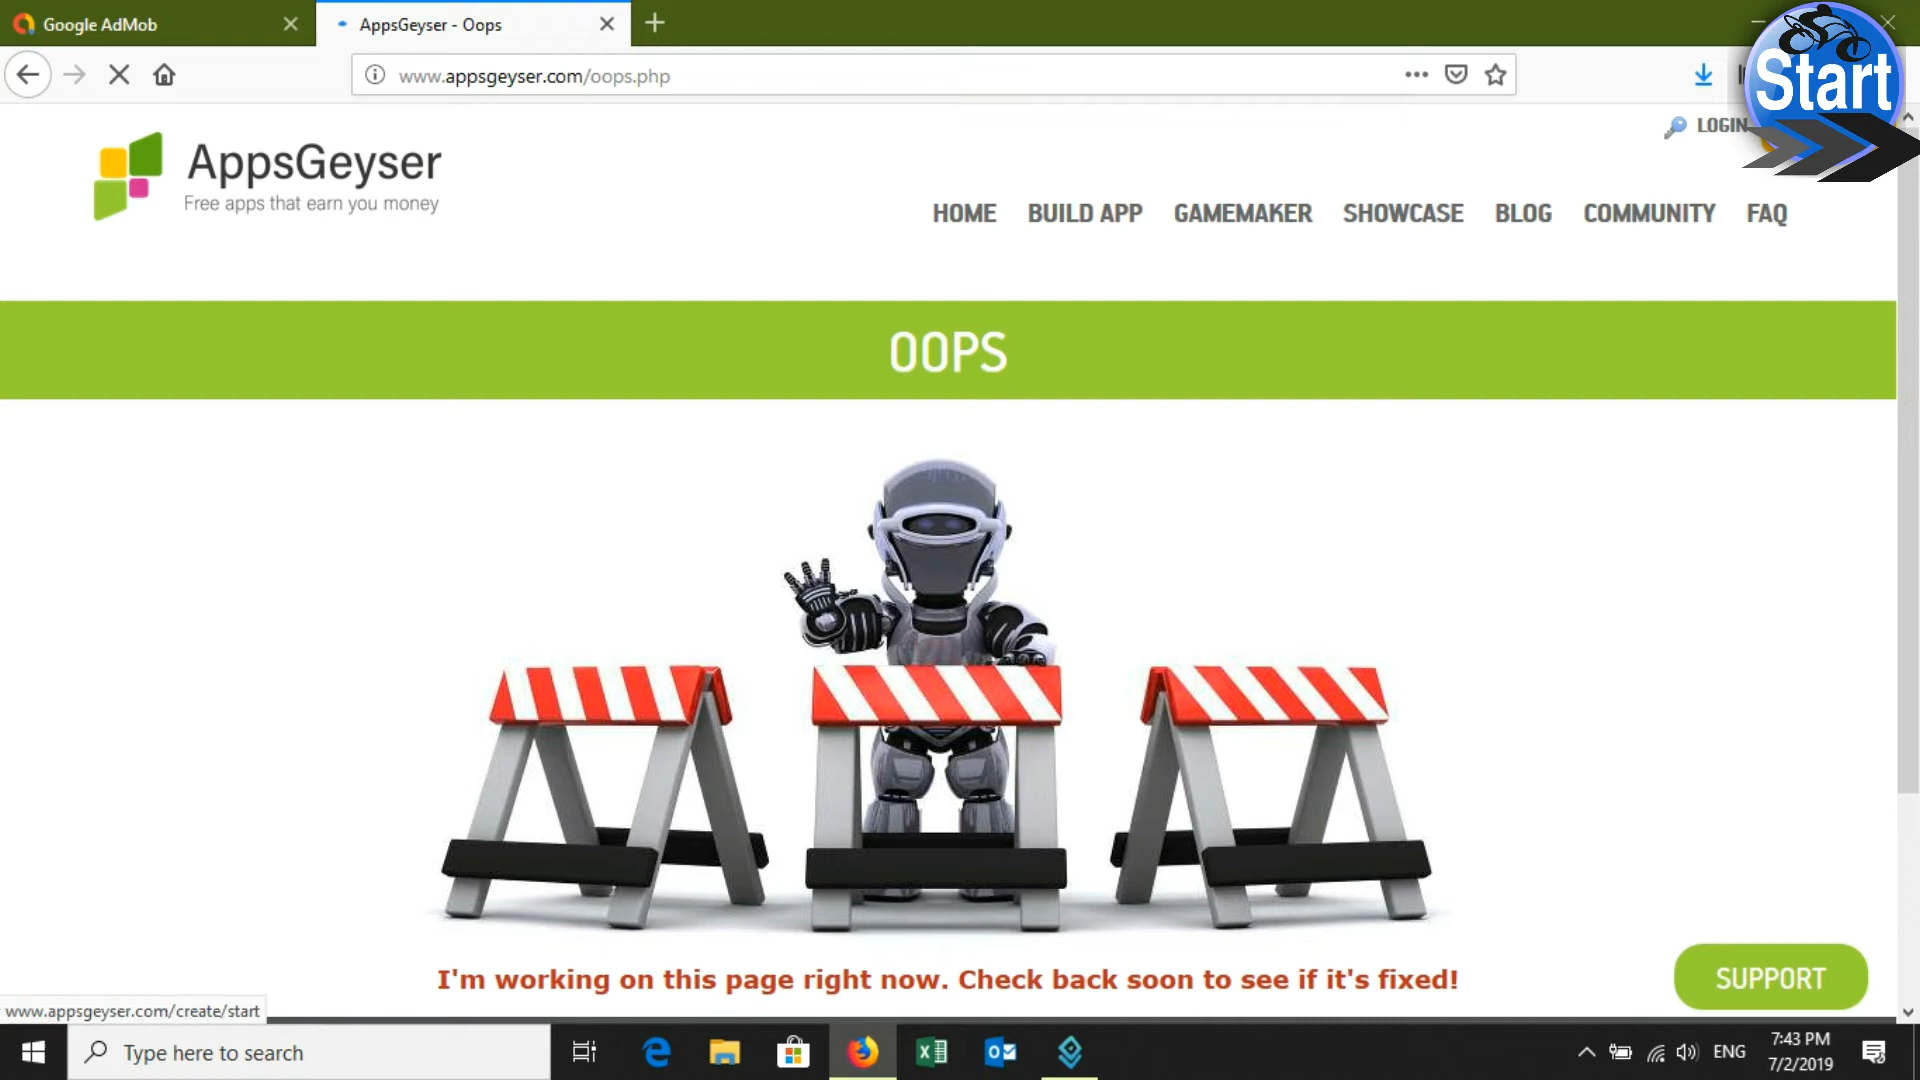 Google AdMob
AppsGeyser - Oops
www.appsgeyser.com/oops.php
Start
LOGIN
AppsGeyser
Free apps that earn you money
HOME BUILD APP GAMEMAKER SHOWCASE BLOG COMMUNITY FAQ
OOPS
I'm working on this page right now. Check back soon to see if it's fixed!
SUPPORT
www.appsgeyser.com/create/start
Type here to search
ENG
7:43 PM
7/2/2019